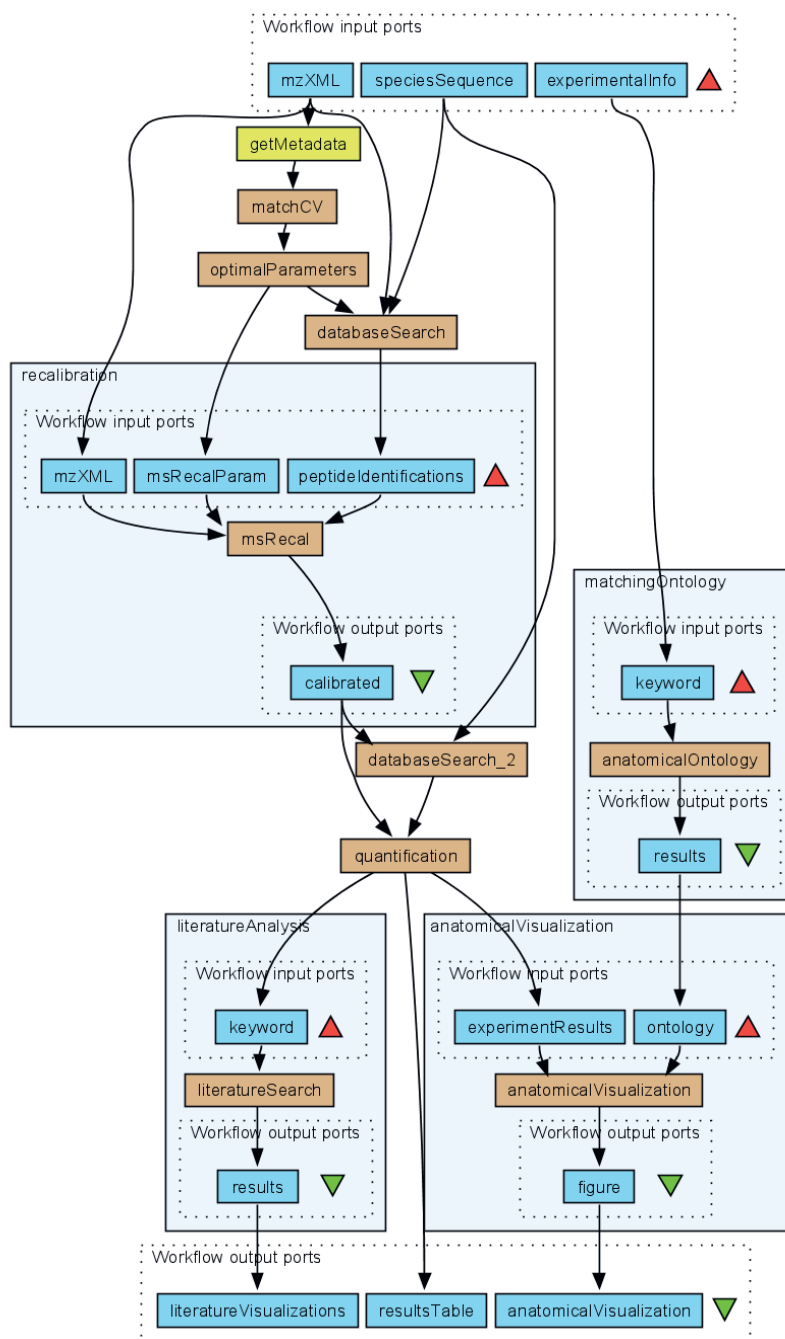 Workflow input ports
mzXML
speciesSequence
experimentalInfo
getMetadata
matchCV
optimalParameters
databaseSearch
recalibration
Workflow input ports
mzXML
msRecalParam
peptideIdentifications
msRecal
Workflow output ports
calibrated
matchingOntology
Workflow input ports
keyword
anatomicalOntology
Workflow output ports
results
databaseSearch_2
quantification
literatureAnalysis
Workflow input ports
keyword
literatureSearch
Workflow output ports
results
anatomicalVisualization
Workflow input ports
experimentResults
ontology
anatomicalVisualization
Workflow output ports
figure
Workflow output ports
literatureVisualizations
resultsTable
anatomicalVisualization